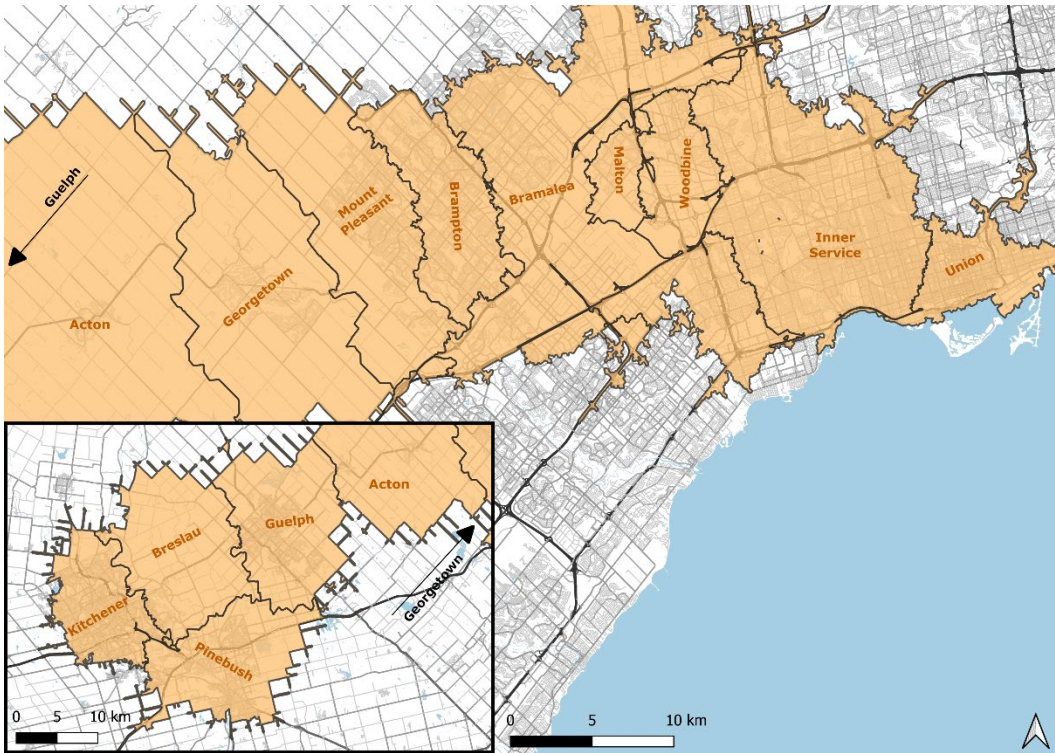 Guelph
Acton
Georgetown
Mount
Pleasant
Brampton
Bramalea
Malton
Woodbine
Inner
Service
Union
Acton
Guelph
Breslau
Kitchener
Pinebush
Georgetown
0 5 10 km
0 5 10 km